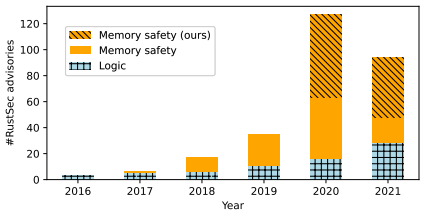 #RustSec advisories
120
100
80
60
40
20
0
Memory safety (ours)
Memory safety
Logic
2016 2017 2018 2019 2020 2021
Year